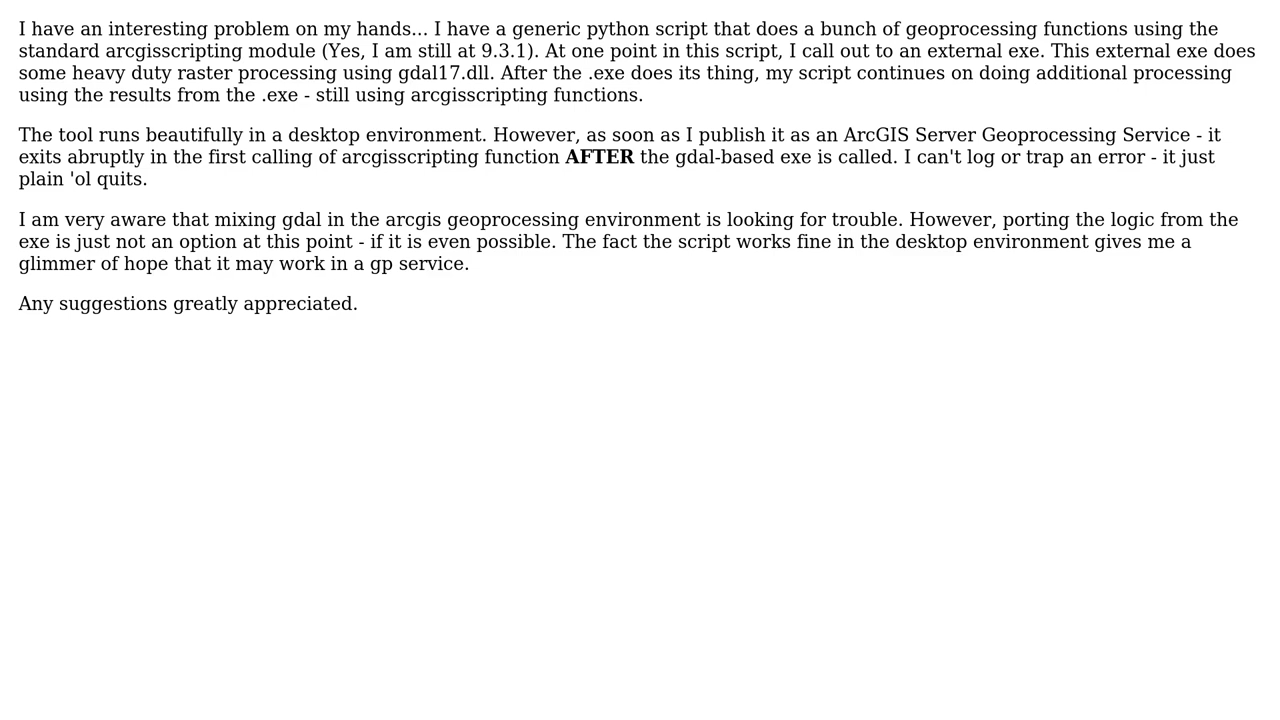 I have an interesting problem on my hands... I have a generic python script that does a bunch of geoprocessing functions using the
standard arcgisscripting module (Yes, I am still at 9.3.1). At one point in this script, I call out to an external exe. This external exe does
some heavy duty raster processing using gdal17.dll. After the .exe does its thing, my script continues on doing additional processing
using the results from the .exe - still using arcgisscripting functions.
The tool runs beautifully in a desktop environment. However, as soon as I publish it as an ArcGIS Server Geoprocessing Service - it
exits abruptly in the first calling of arcgisscripting function AFTER the gdal-based exe is called. I can't log or trap an error - it just
plain 'ol quits.
I am very aware that mixing gdal in the arcgis geoprocessing environment is looking for trouble. However, porting the logic from the
exe is just not an option at this point - if it is even possible. The fact the script works fine in the desktop environment gives me a
glimmer of hope that it may work in a gp service.
Any suggestions greatly appreciated.